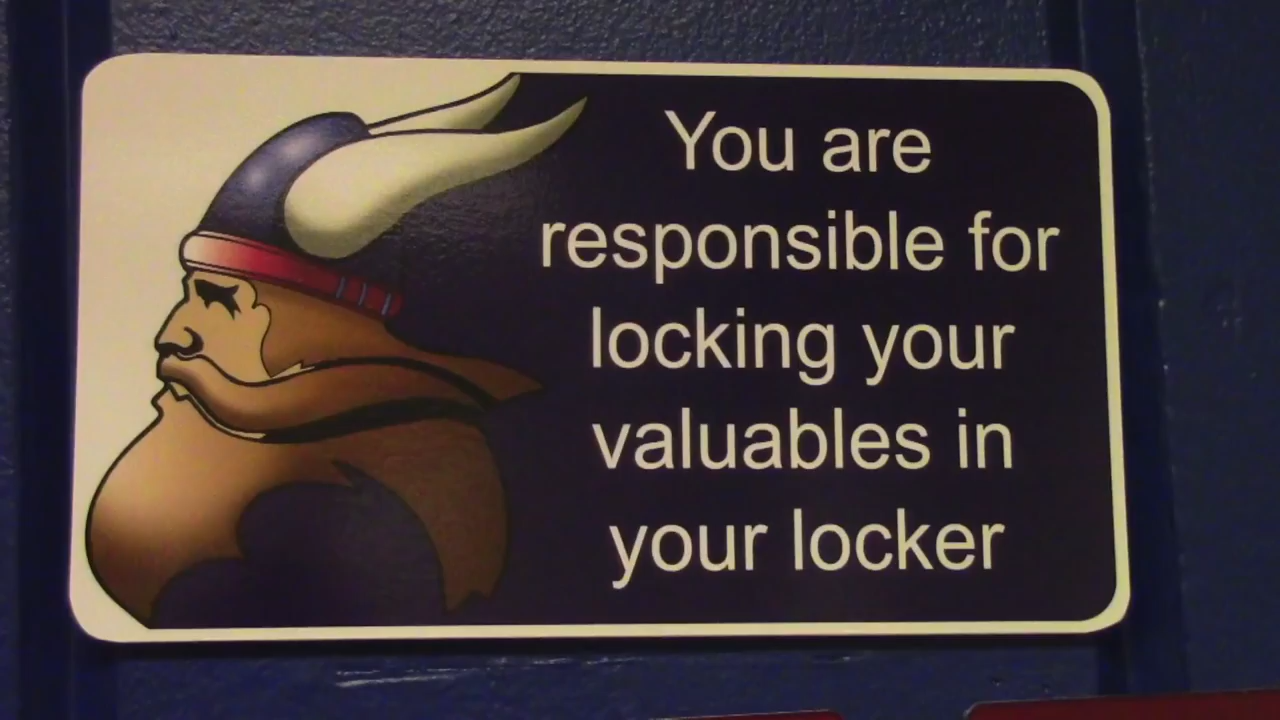 You are
responsible for
locking your
valuables in
your locker